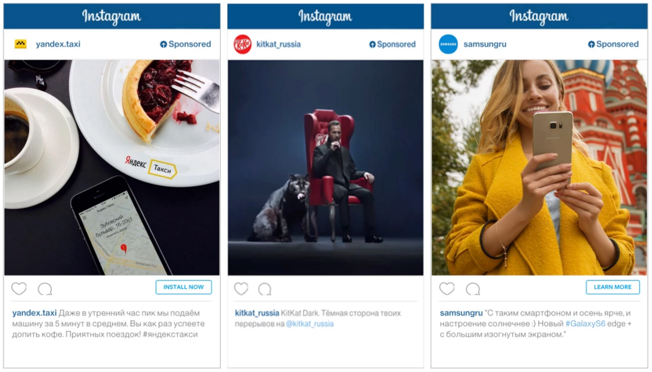 Instagram
yandex.taxi
Sponsored
Яндекс Такси
INSTALL NOW
yandex.taxi Даже в утренний час пик мы подаём
машину за 5 минут в среднем. Вы как раз успеете
допить кофе. Приятных поездок! #яндекстакси
Instagram
kitkat_russia
Sponsored
kitkat_russia KitKat Dark. Тёмная сторона твоих
перерывов на @kitkat_russia
Instagram
SAMSUNG
samsungru
Sponsored
LEARN MORE
samsungru "С таким смартфоном и осень ярче, и
настроение солнечнее :) Новый #GalaxyS6 edge +
с большим изогнутым экраном."